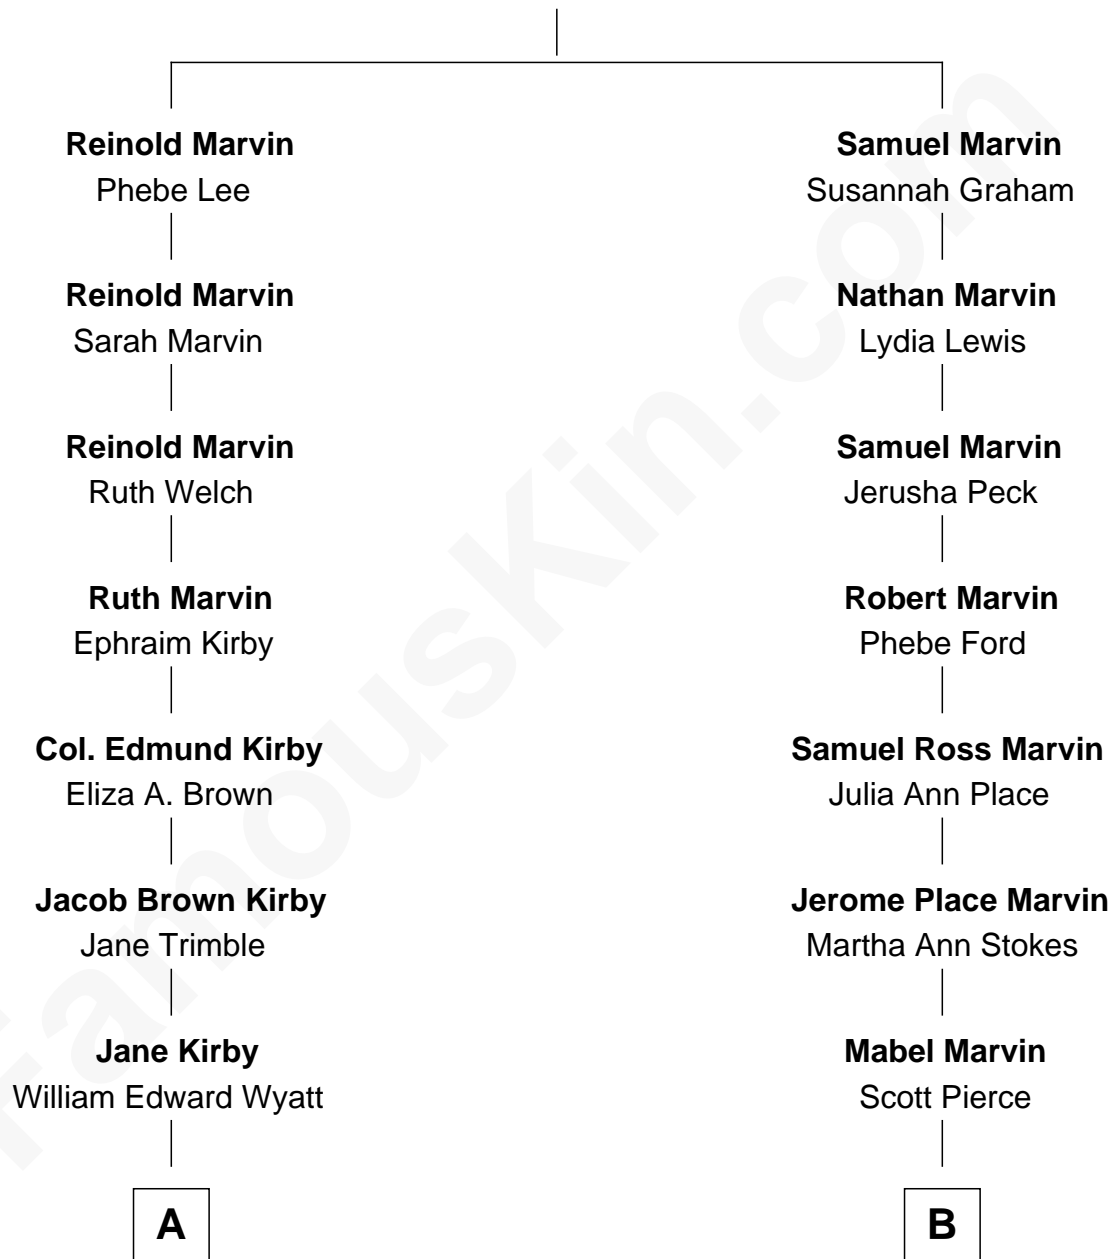 Reinold Marvin
Phebe Lee
Reinold Marvin
Sarah Marvin
Reinold Marvin
Ruth Welch
Ruth Marvin
Ephraim Kirby
Col. Edmund Kirby
Eliza A. Brown
Jacob Brown Kirby
Jane Trimble
Jane Kirby
William Edward Wyatt
A
Samuel Marvin
Susannah Graham
Nathan Marvin
Lydia Lewis
Samuel Marvin
Jerusha Peck
Robert Marvin
Phebe Ford
Samuel Ross Marvin
Julia Ann Place
Jerome Place Marvin
Martha Ann Stokes
Mabel Marvin
Scott Pierce
B
FamousKin.com